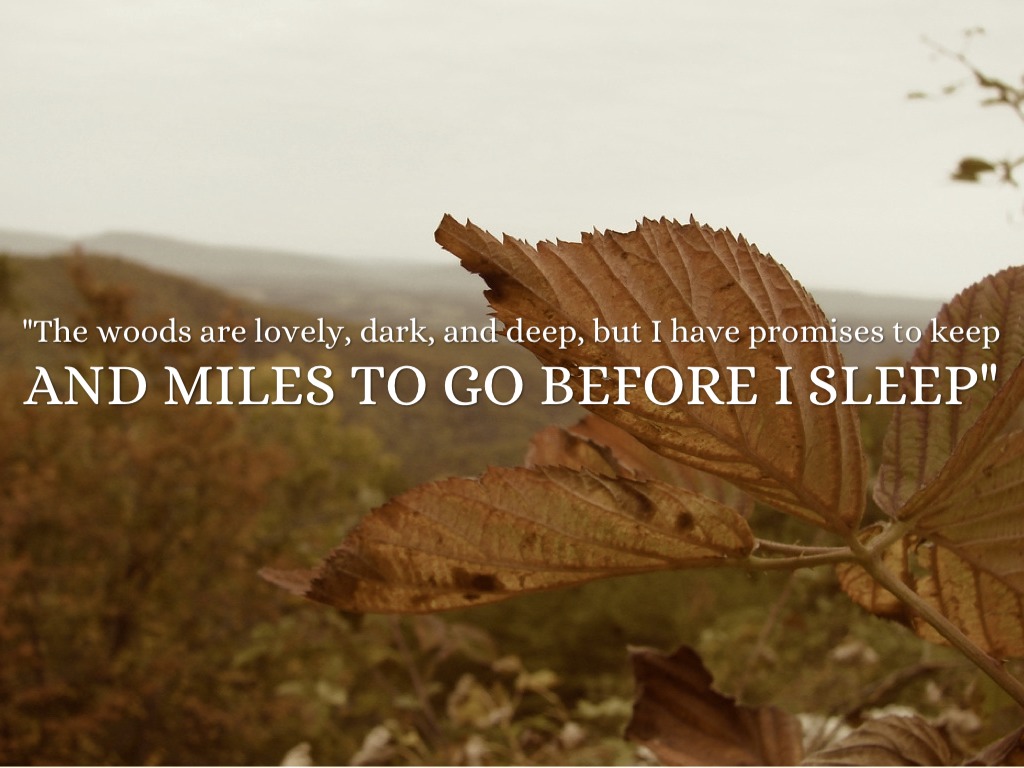 "The woods are lovely, dark, and deep, but I have promises to keep
AND MILES TO GO BEFORE I SLEEP"